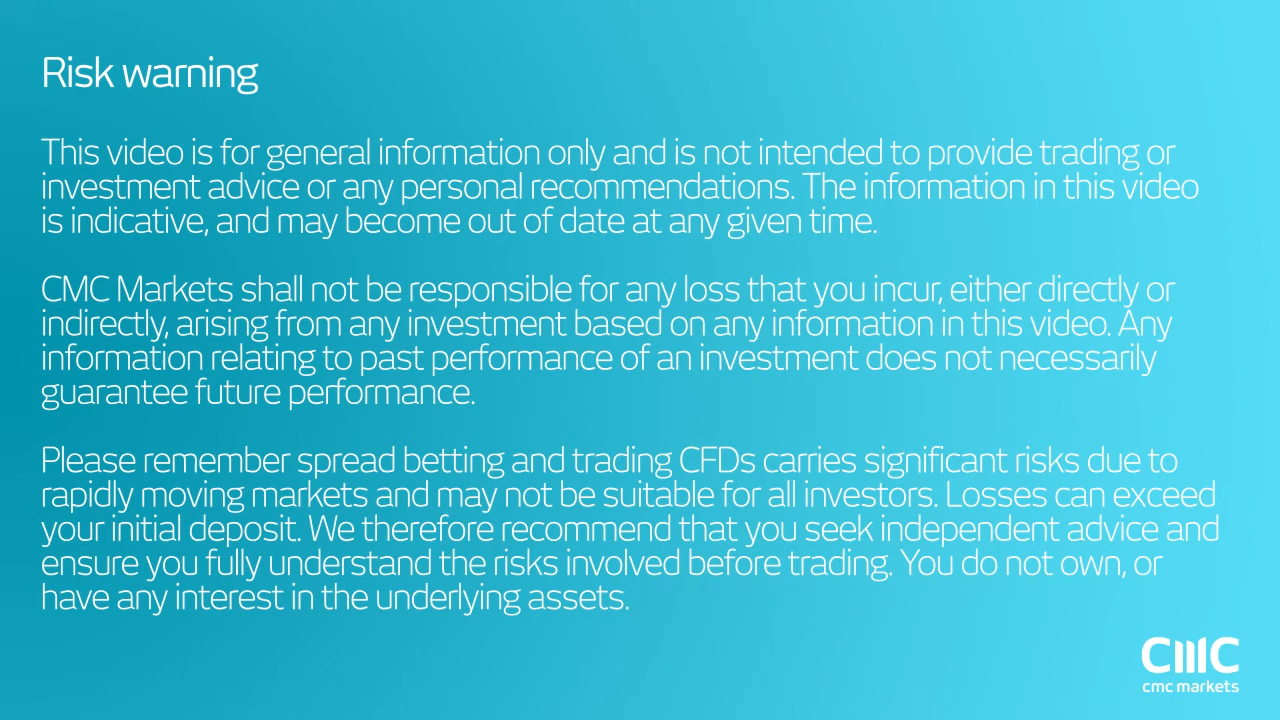 Risk warning
This video is for general information only and is not intended to provide trading or
investment advice or any personal recommendations. The information in this video
is indicative, and may become out of date at any given time.
CMC Markets shall not be responsible for any loss that you incur, either directly or
indirectly, arising from any investment based on any information in this video. Any
information relating to past performance of an investment does not necessarily
guarantee future performance.
Please remember spread betting and trading CFDs carries significant risks due to
rapidly moving markets and may not be suitable for all investors. Losses can exceed
your initial deposit. We therefore recommend that you seek independent advice and
ensure you fully understand the risks involved before trading. You do not own, or
have any interest in the underlying assets.
CMC
cmc markets